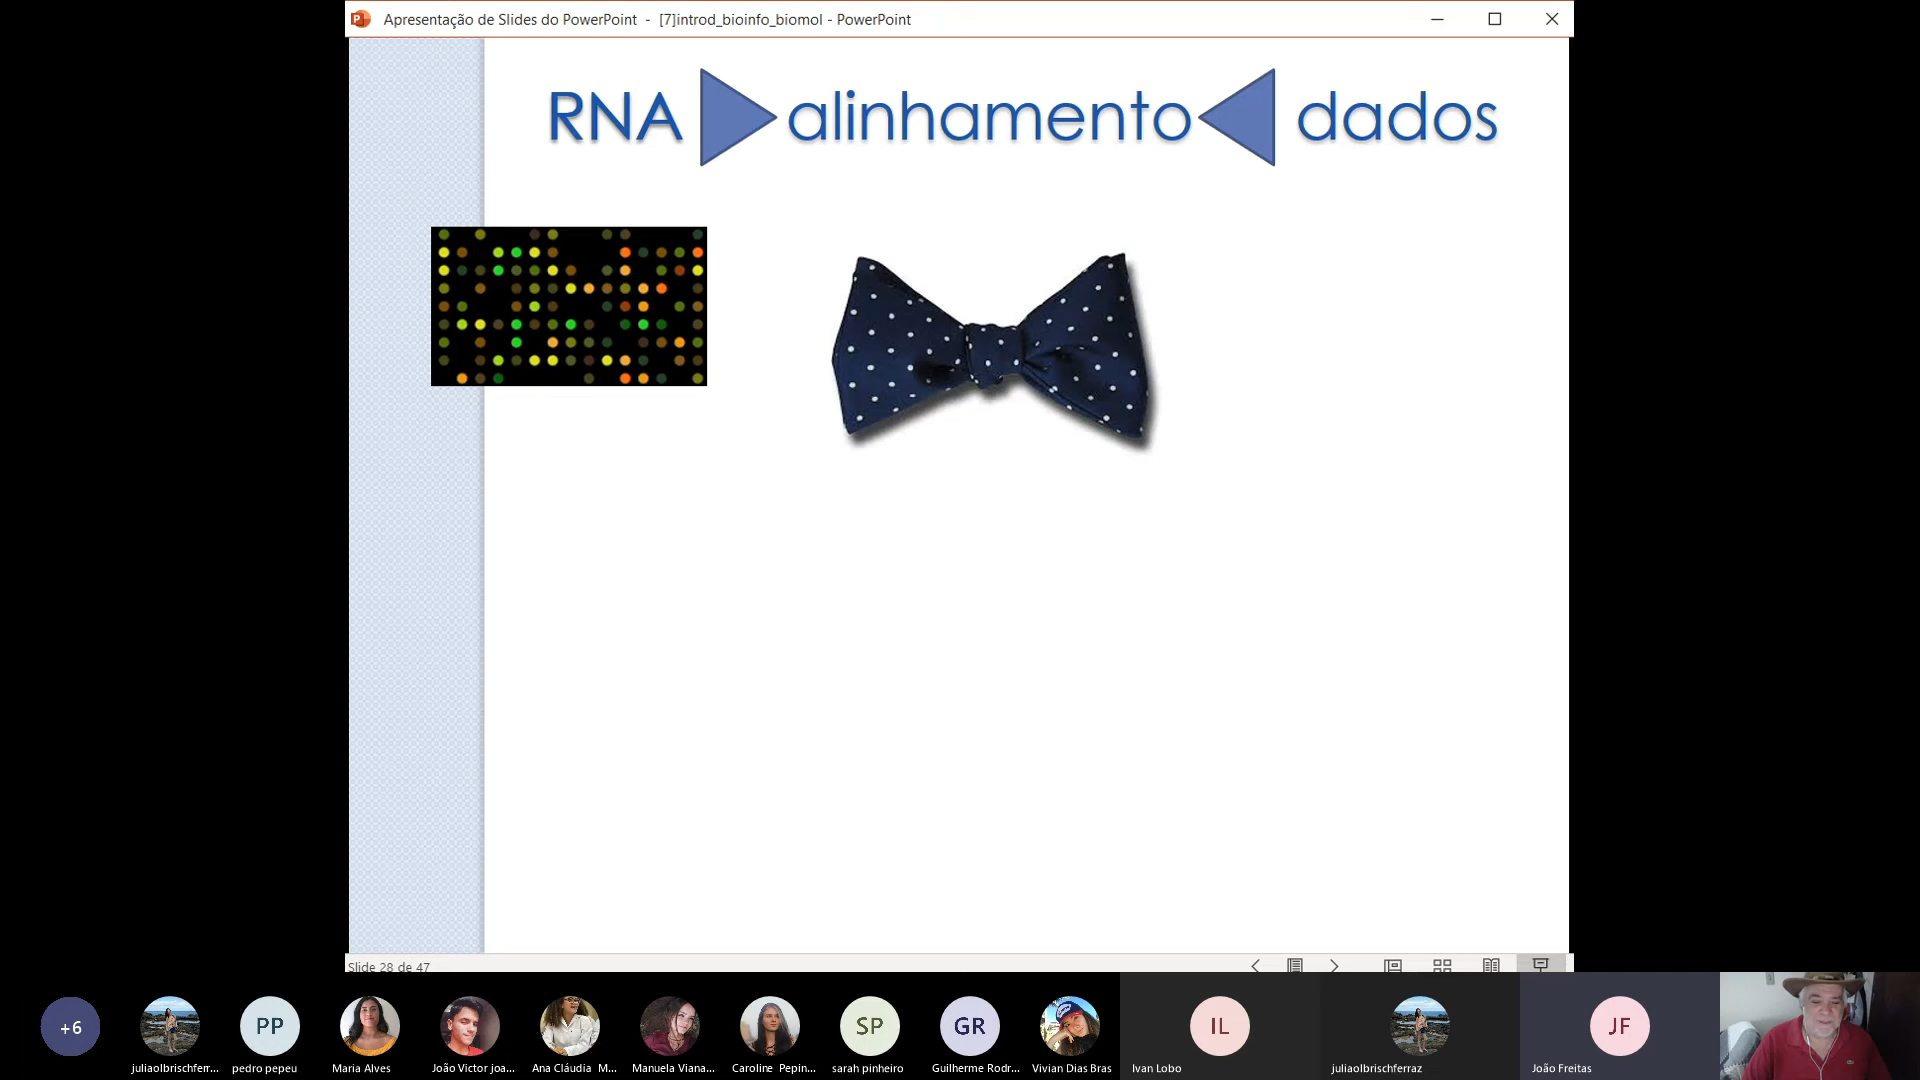 Apresentação de Slides do PowerPoint - [7]introd_bioinfo_biomol - PowerPoint
RNA alinhamento dados
Slide 28 de 47
+6
PP
SP
GR
IL
JF
juliaolbrischferr...
pedro pepeu
Maria Alves
João Victor joa...
Ana Cláudia M...
Manuela Viana...
Caroline Pepin...
sarah pinheiro
Guilherme Rodr...
Vivian Dias Bras
Ivan Lobo
juliaolbrischferraz
João Freitas